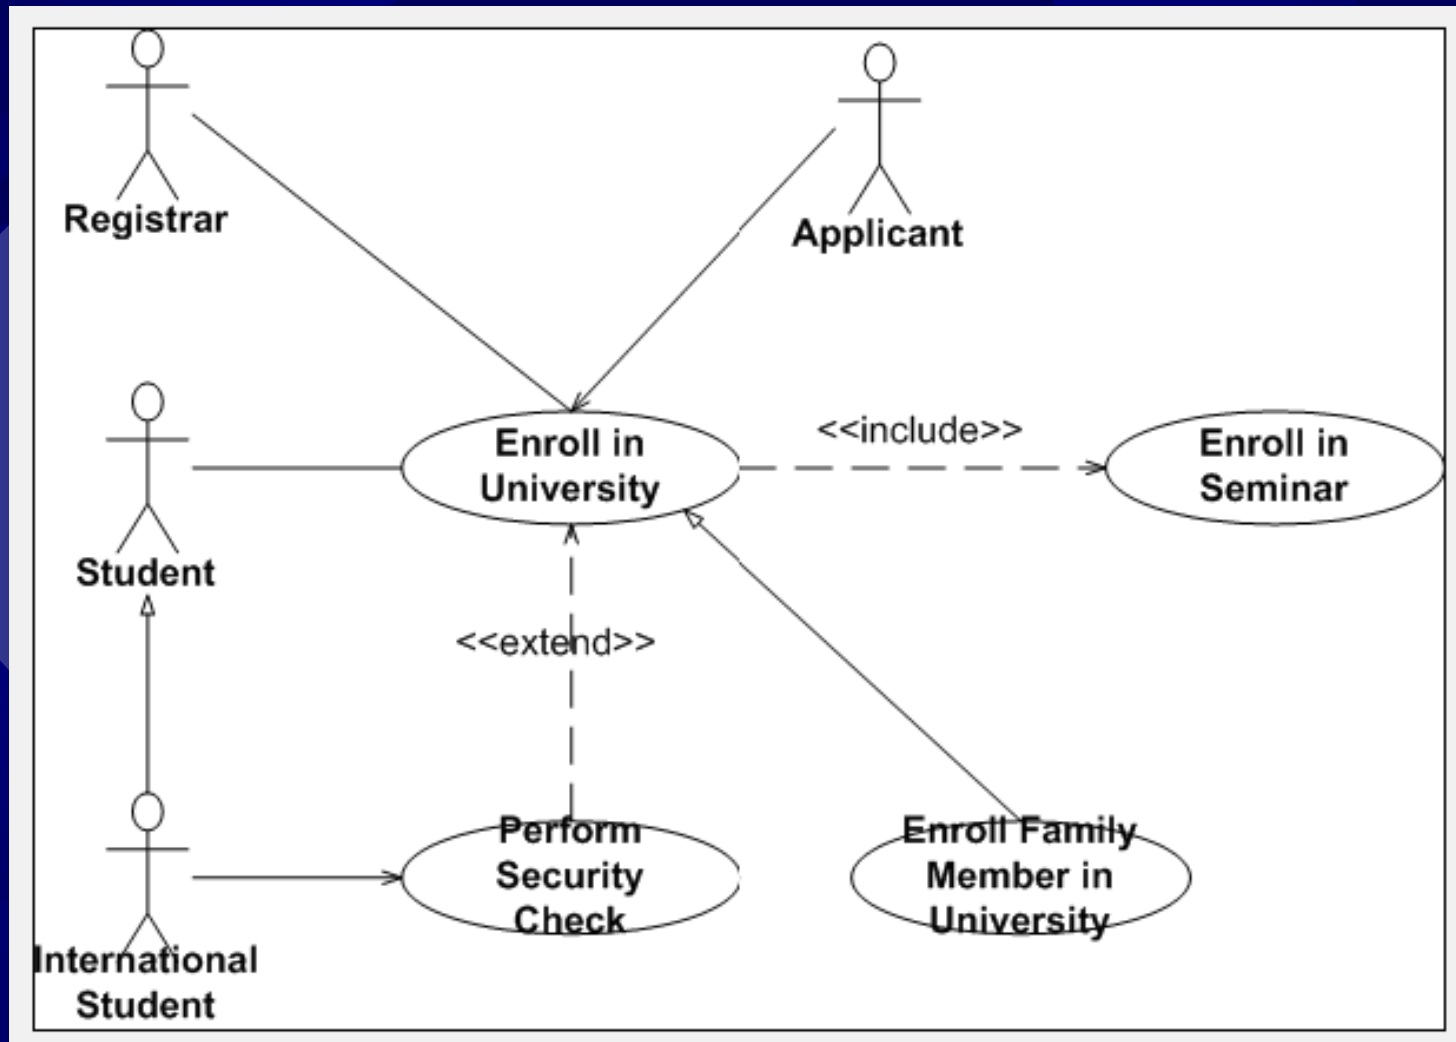 Registrar
Applicant
Enroll in
University
<<include>>
Enroll in
Seminar
Student
<<extend>>
Perform
Security
Check
Enroll Family
Member in
University
International
Student